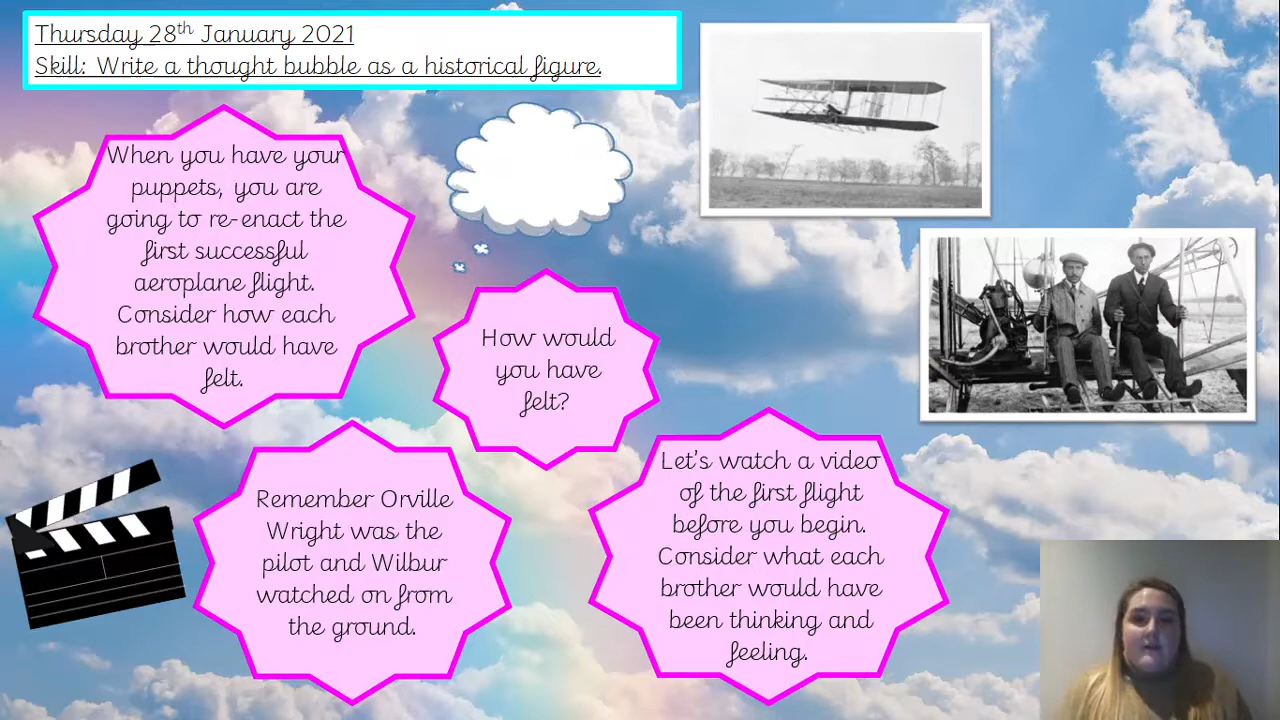 Thursday 28th January 2021
Skill: Write a thought bubble as a historical figure.
When you have your
puppets, you are
going to re-enact the
first successful
aeroplane flight.
Consider how each
brother would have
felt.
How would
you have
felt?
Remember Orville
Wright was the
pilot and Wilbur
watched on from
the ground.
Let's watch a video
of the first flight
before you begin.
Consider what each
brother would have
been thinking and
feeling.